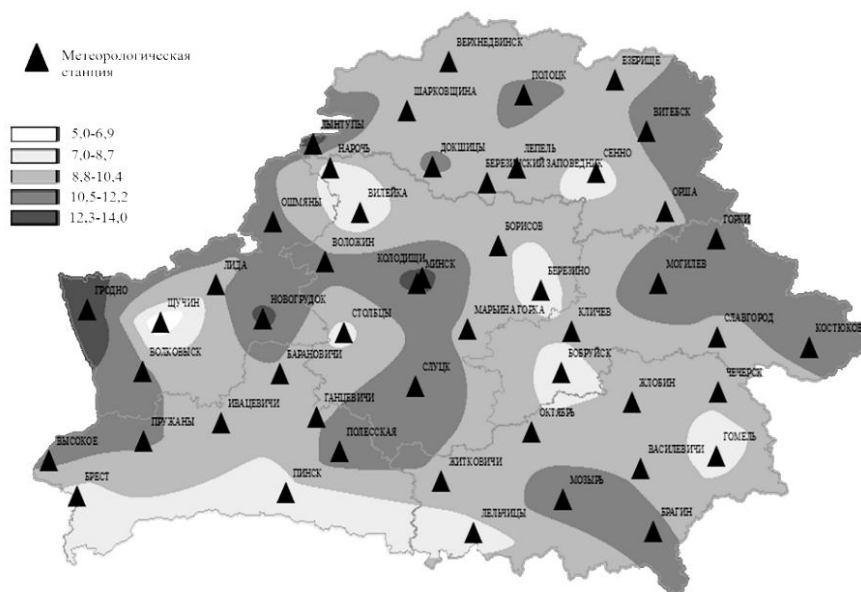 Метеорологическая
станция
5,0-6,9
7,0-8,7
8,8-10,4
10,5-12,2
12,3-14,0
ВЕРХНЕДВИНСК
ЕЗЕРИЩЕ
ПОЛОЦК
ШАРКОВЩИНА
ВИТЕБСК
ЛЫНТУПЫ
НАРОЧЬ
ДОКШИЦЫ
ЛЕПЕЛЬ
БЕРЕЗИНСКИЙ ЗАПОВЕДНИК
СЕННО
ВИЛЕЙКА
ОШМЯНЫ
ОРША
ГОРКИ
БОРИСОВ
ВОЛОЖИН
КОЛОДИЩИ
МИНСК
БЕРЕЗИНО
МОГИЛЕВ
ЛИДА
ГРОДНО
ЩУЧИН
НОВОГРУДОК
СТОЛБЦЫ
МАРЬИНА ГОРКА
КЛИЧЕВ
СЛАВГОРОД
КОСТЮКОВ
ВОЛКОВЫСК
БАРАНОВИЧИ
СЛУЦК
БОБРУЙСК
ЖЛОБИН
ЧЕЧЕРСК
ИВАЦЕВИЧИ
ГАНЦЕВИЧИ
ПРУЖАНЫ
ОКТЯБРЬ
ВЫСОКОЕ
ПОЛЕССКАЯ
ВАСИЛЕВИЧИ
ГОМЕЛЬ
БРЕСТ
ПИНСК
ЖИТКОВИЧИ
МОЗЫРЬ
ЛЕЛЬЧИЦЫ
БРАГИН